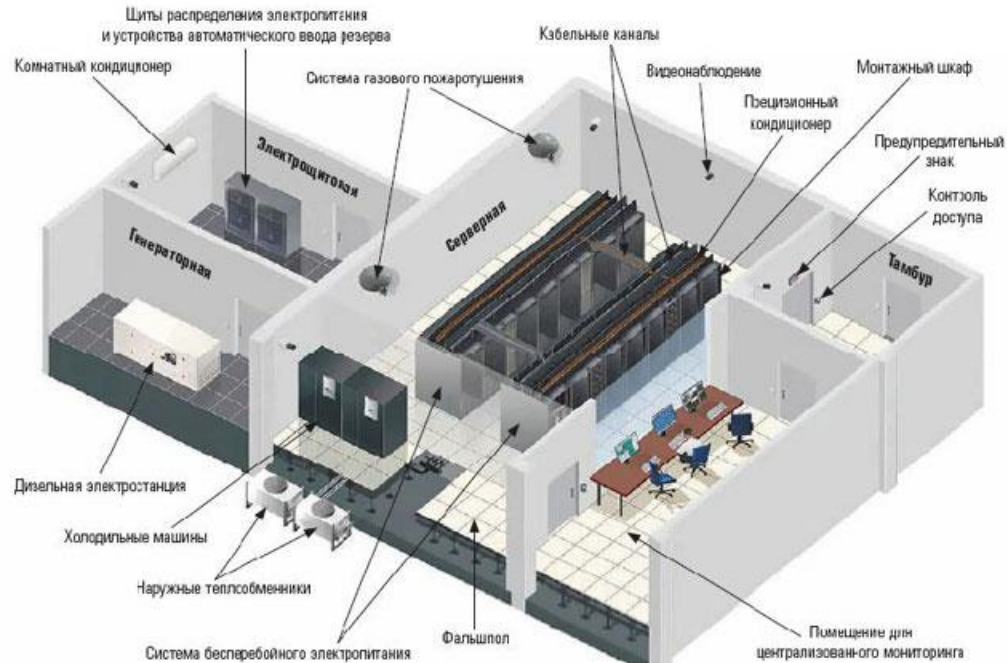 Щиты распределения электропитания
и устройства автоматического ввода резерва
Кабельные каналы
Комнатный кондиционер
Система газового пожаротушения
Видеонаблюдение
Монтажный шкаф
Прецизионный
кондиционер
Предупредительный
знак
Контроль
доступа
Электрощитовая
Генераторная
Серверная
Тамбур
Дизельная электростанция
Холодильные машины
Наружные теплсобменники
Система бесперебойного электропитания
Фальшпол
Помещение для
централизованного мониторинга